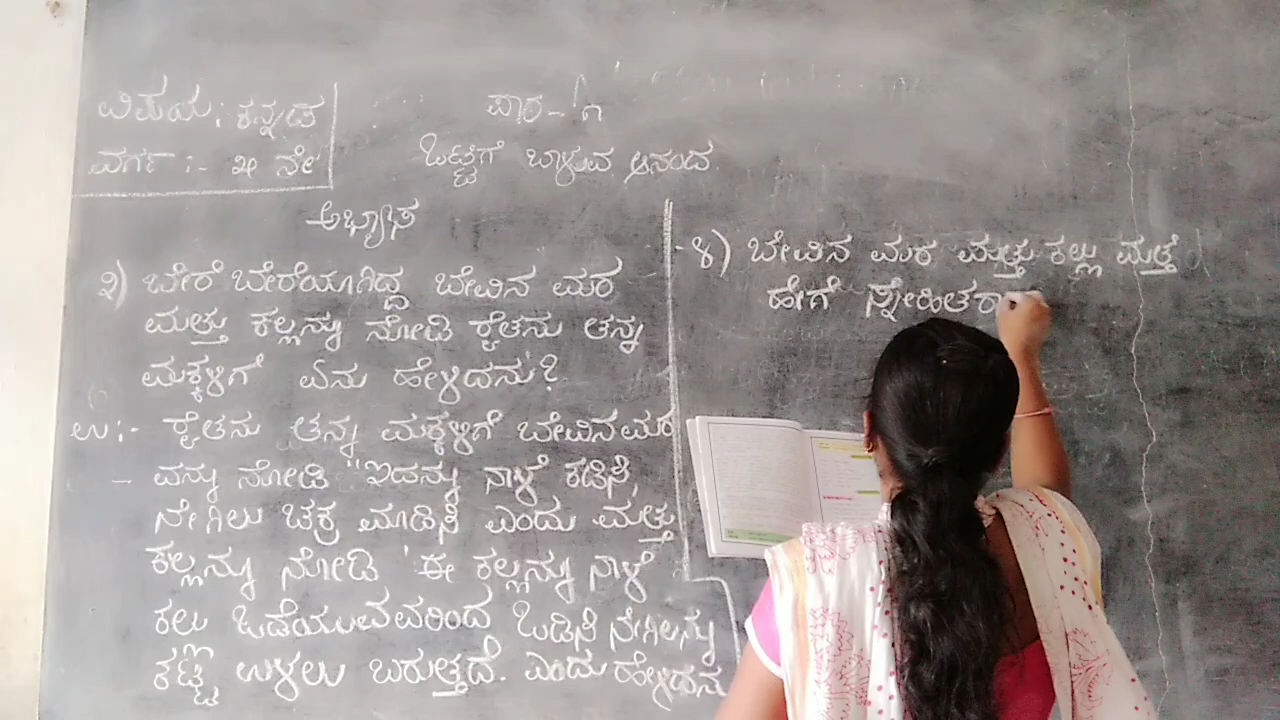 ವಿಷಯ : ಕನ್ನಡ
ವರ್ಗ :- ೫ ನೇ
ಪಾಠ - ೧
ಒಟ್ಟಿಗೆ ಬಾಳುವ ಆನಂದ
ಅಭ್ಯಾಸ
೩) ಬೇರೆ ಬೇರೆಯಾಗಿದ್ದ ಬೇವಿನ ಮರ
ಮತ್ತು ಕಲ್ಲನ್ನು ನೋಡಿ ರೈತನು ತನ್ನ
ಮಕ್ಕಳಿಗೆ ಏನು ಹೇಳಿದನು?
ಉ :- ರೈತನು ತನ್ನ ಮಕ್ಕಳಿಗೆ ಬೇವಿನಮರ
ವನ್ನು ನೋಡಿ "ಇದನ್ನು ನಾಳೆ ಕಡಿಸಿ
ನೇಗಿಲು ಚಕ್ರ ಮಾಡಿಸಿ ಎಂದು ಮತ್ತು
ಕಲ್ಲನ್ನು ನೋಡಿ 'ಈ ಕಲ್ಲನ್ನು ನಾಳೆ
ಕಲು ಒಡೆಯುವವರಿಂದ ಒಡಿಸಿ ನೇಗಿಲನ್ನು
ಕಟ್ಟಿ ಉಳಲು ಬರುತ್ತದೆ. ಎಂದು ಹೇಳಿದನು
೪) ಬೇವಿನ ಮರ ಮತ್ತು ಕಲ್ಲು ಮತ್ತೆ
ಹೇಗೆ ಸ್ನೇಹಿತರಾ